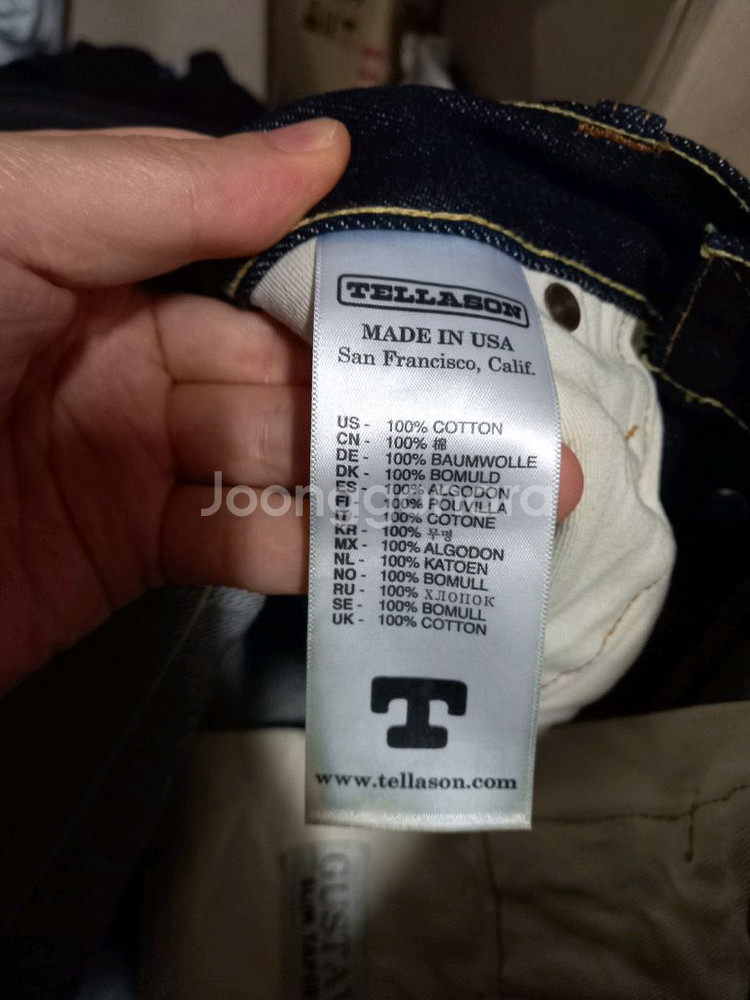 TELLASON
MADE IN USA
San Francisco, Calif.
US - 100% COTTON
CN - 100% 棉
DE - 100% BAUMWOLLE
DK - 100% BOMULD
ES - 100% ALGODON
FI - 100% POUVILLA
IT - 100% COTONE
KR - 100% 무명
MX - 100% ALGODON
NL - 100% KATOEN
NO - 100% BOMULL
RU - 100% ХЛОПОК
SE - 100% BOMULL
UK - 100% COTTON
T
www.tellason.com
GUSTAV